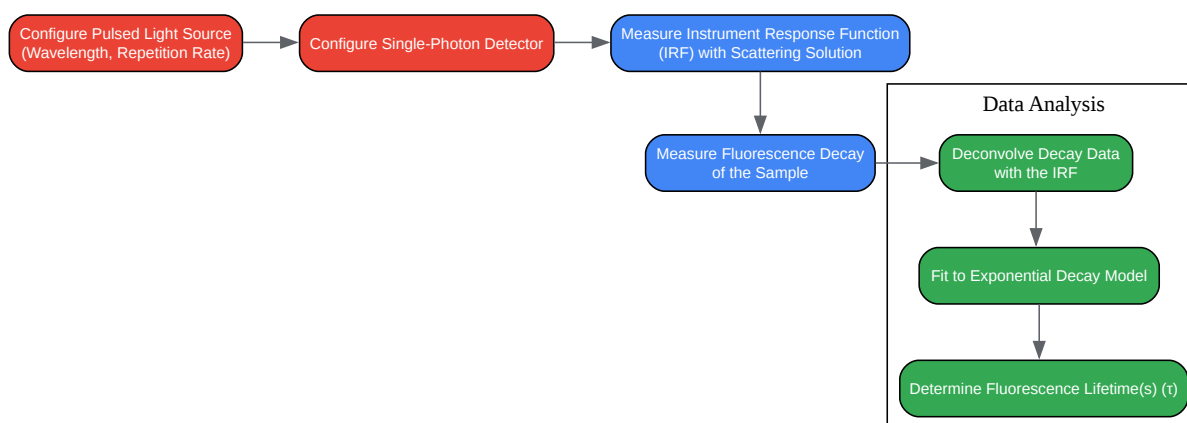 Configure Pulsed Light Source
(Wavelength, Repetition Rate)
Configure Single-Photon Detector
Measure Instrument Response Function
(IRF) with Scattering Solution
Measure Fluorescence Decay
of the Sample
Data Analysis
Deconvolve Decay Data
with the IRF
Fit to Exponential Decay Model
Determine Fluorescence Lifetime(s) (τ)